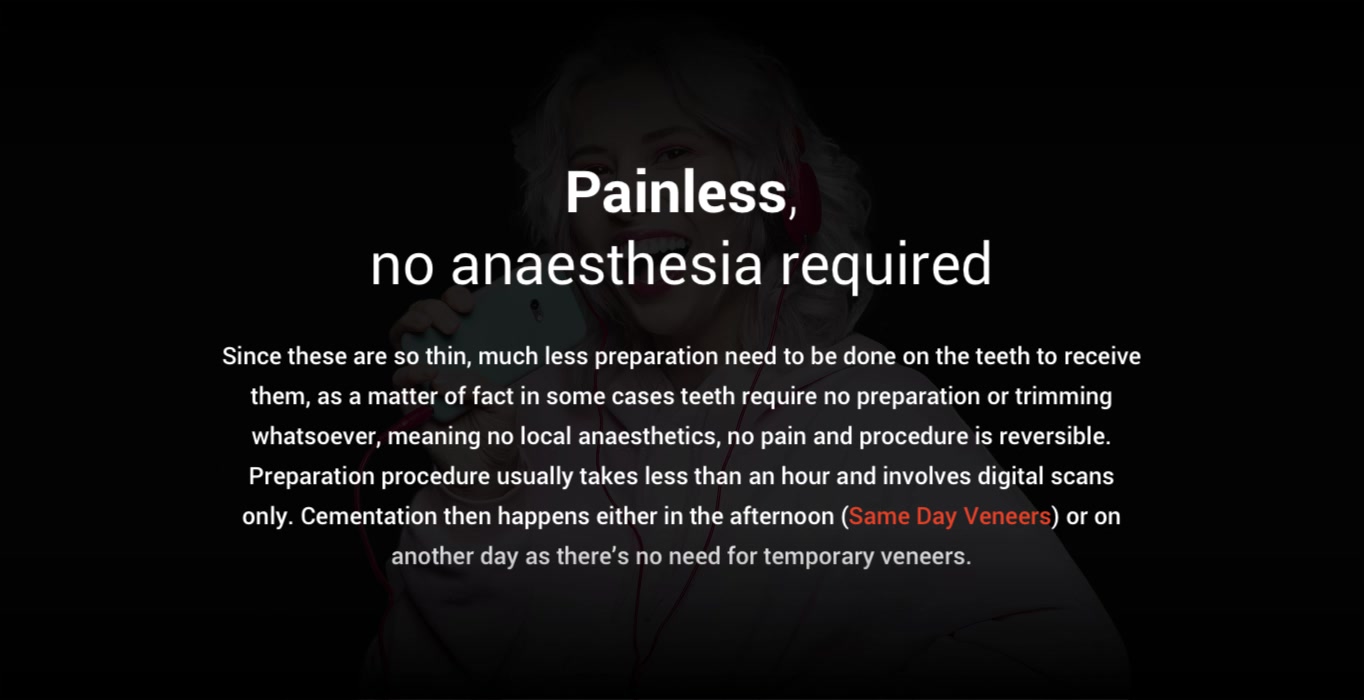 Painless,
no anaesthesia required
Since these are so thin, much less preparation need to be done on the teeth to receive
them, as a matter of fact in some cases teeth require no preparation or trimming
whatsoever, meaning no local anaesthetics, no pain and procedure is reversible.
Preparation procedure usually takes less than an hour and involves digital scans
only. Cementation then happens either in the afternoon (Same Day Veneers) or on
another day as there's no need for temporary veneers.